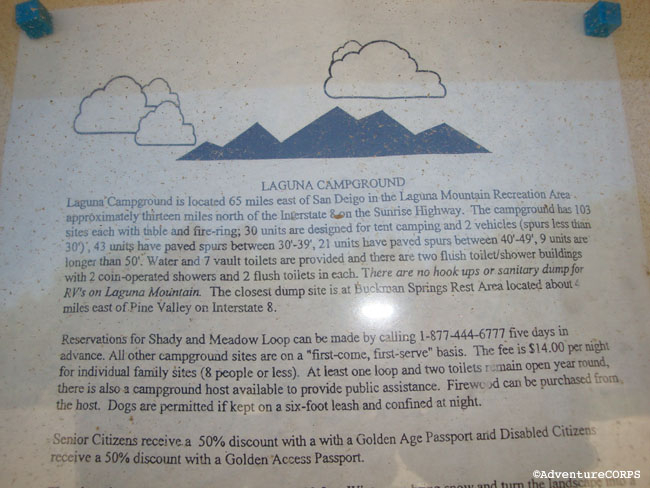 LAGUNA CAMPGROUND
Laguna Campground is located 65 miles east of San Deigo in the Laguna Mountain Recreation Area ,
approximately thirteen miles north of the Interstate 8 on the Sunrise Highway. The campground has 103
sites each with table and fire-ring; 30 units are designed for tent camping and 2 vehicles (spurs less than
30')', 43 units have paved spurs between 30'-39', 21 units have paved spurs between 40'-49', 9 units are
longer than 50'. Water and 7 vault toilets are provided and there are two flush toilet/shower buildings
with 2 coin-operated showers and 2 flush toilets in each. There are no hook ups or sanitary dump for
RV's on Laguna Mountain. The closest dump site is at Buckman Springs Rest Area located about 4
miles east of Pine Valley on Interstate 8.
Reservations for Shady and Meadow Loop can be made by calling 1-877-444-6777 five days in
advance. All other campground sites are on a "first-come, first-serve" basis. The fee is $14.00 per night
for individual family sites (8 people or less). At least one loop and two toilets remain open year round,
there is also a campground host available to provide public assistance. Firewood can be purchased from
the host. Dogs are permitted if kept on a six-foot leash and confined at night.
Senior Citizens receive a 50% discount with a with a Golden Age Passport and Disabled Citizens
receive a 50% discount with a Golden Access Passport.
snow and turn the
©AdventureCORPS